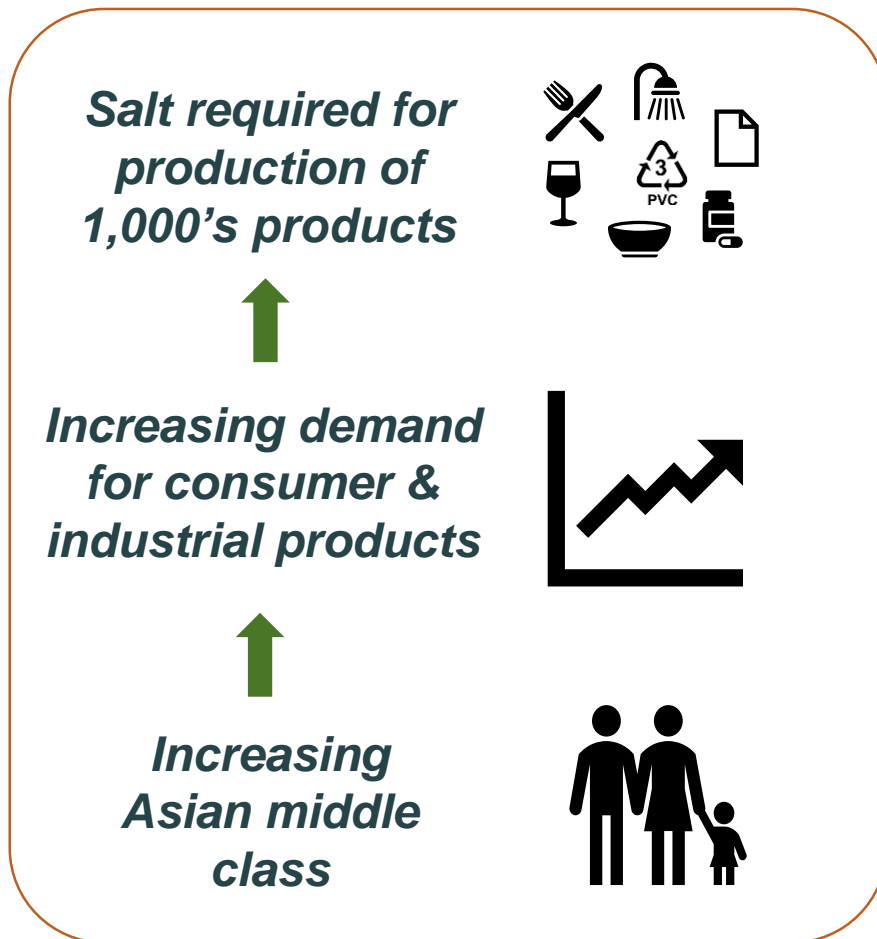 Salt required for
production of
1,000's products
3
PVC
Increasing demand
for consumer &
industrial products
Increasing
Asian middle
class